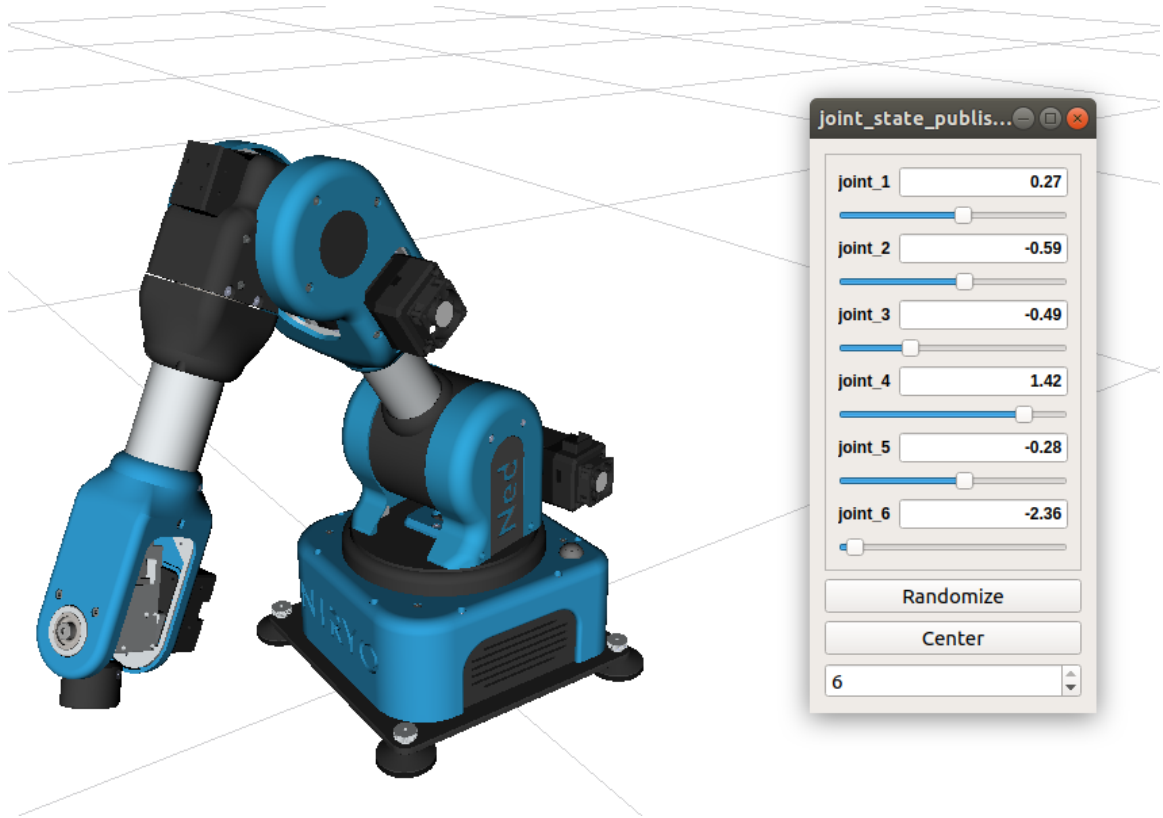 joint_state_publis...
joint_1 0.27
joint_2 -0.59
joint_3 -0.49
joint_4 1.42
joint_5 -0.28
joint_6 -2.36
Randomize
Center
6
Ned
NIRYO